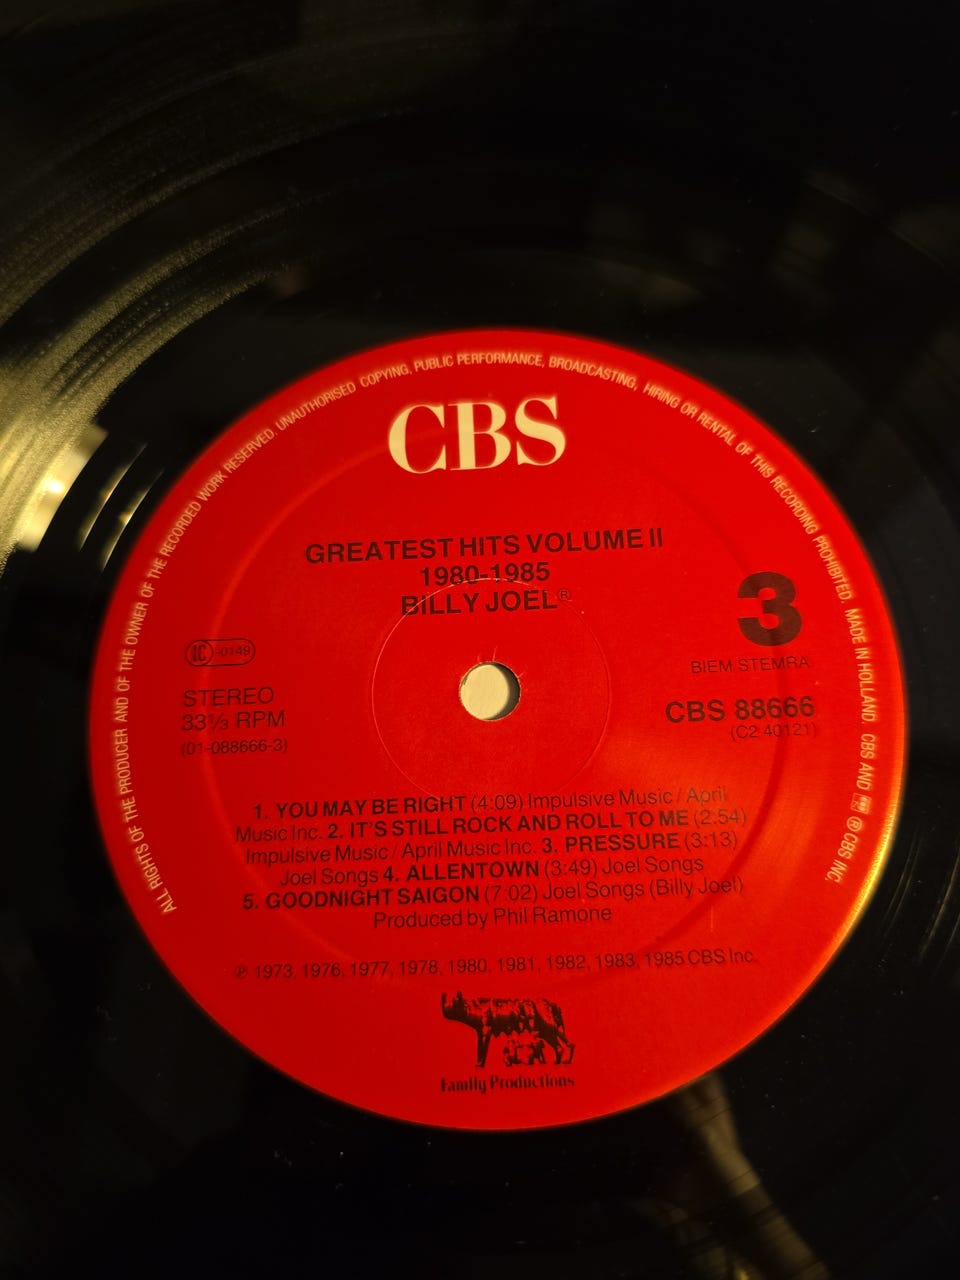 ALL RIGHTS OF THE PRODUCER AND OF THE OWNER OF THE RECORDED WORK RESERVED. UNAUTHORISED COPYING, PUBLIC PERFORMANCE, BROADCASTING, HIRING OR RENTAL OF THIS RECORDING PROHIBITED. MADE IN HOLLAND. CBS AND ℗ © CBS INC.
CBS
GREATEST HITS VOLUME II
1980-1985
BILLY JOEL®
3
IC -0149
BIEM STEMRA
STEREO
33⅓ RPM
(01-088666-3)
CBS 88666
(C2 40121)
1. YOU MAY BE RIGHT (4:09) Impulsive Music / April
Music Inc. 2. IT'S STILL ROCK AND ROLL TO ME (2:54)
Impulsive Music / April Music Inc. 3. PRESSURE (3:13)
Joel Songs 4. ALLENTOWN (3:49) Joel Songs
5. GOODNIGHT SAIGON (7:02) Joel Songs (Billy Joel)
Produced by Phil Ramone
℗ 1973, 1976, 1977, 1978, 1980, 1981, 1982, 1983, 1985 CBS Inc.
Family Productions